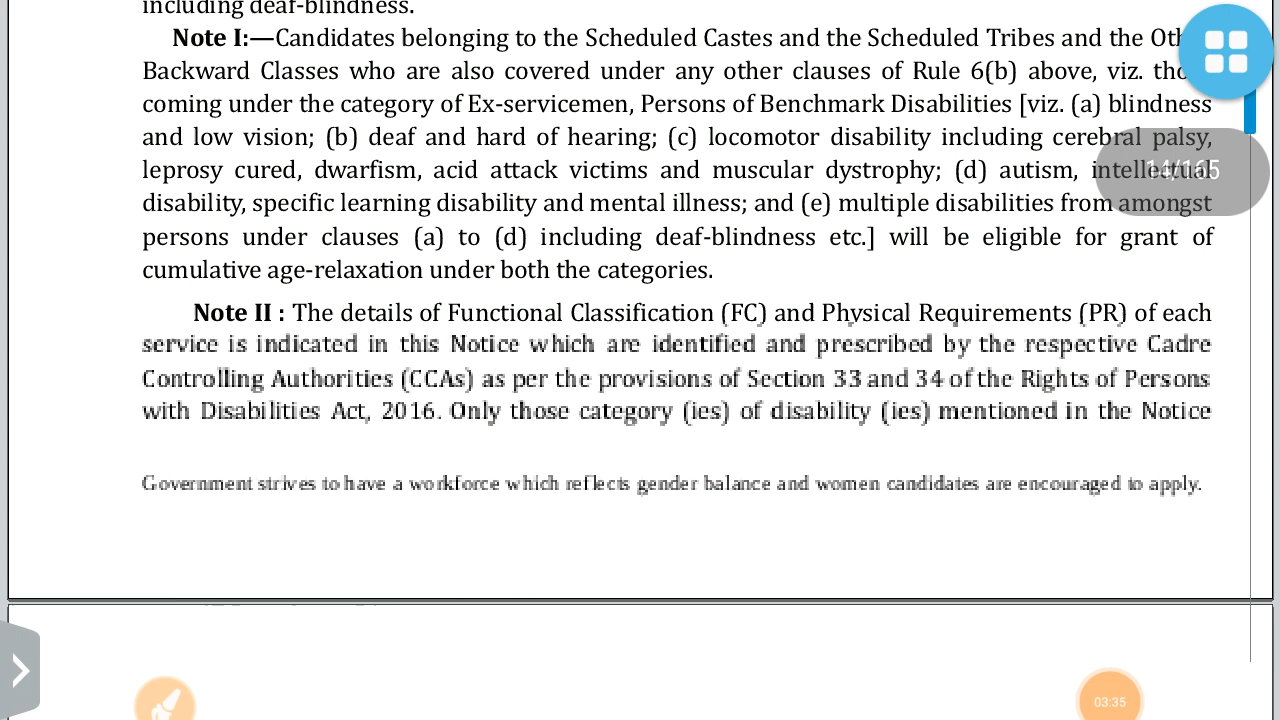 including deaf-blindness.
Note I:—Candidates belonging to the Scheduled Castes and the Scheduled Tribes and the
Backward Classes who are also covered under any other clauses of Rule 6(b) above, viz.
coming under the category of Ex-servicemen, Persons of Benchmark Disabilities [viz. (a) blindness
and low vision; (b) deaf and hard of hearing; (c) locomotor disability including cerebral palsy,
leprosy cured, dwarfism, acid attack victims and muscular dystrophy; (d) autism, intellectual
14/165
disability, specific learning disability and mental illness; and (e) multiple disabilities from amongst
persons under clauses (a) to (d) including deaf-blindness etc.] will be eligible for grant of
cumulative age-relaxation under both the categories.
Note II : The details of Functional Classification (FC) and Physical Requirements (PR) of each
service is indicated in this Notice which are identified and prescribed by the respective Cadre
Controlling Authorities (CCAs) as per the provisions of Section 33 and 34 of the Rights of Persons
with Disabilities Act, 2016. Only those category (ies) of disability (ies) mentioned in the Notice
Government strives to have a workforce which reflects gender balance and women candidates are encouraged to apply.
03:35